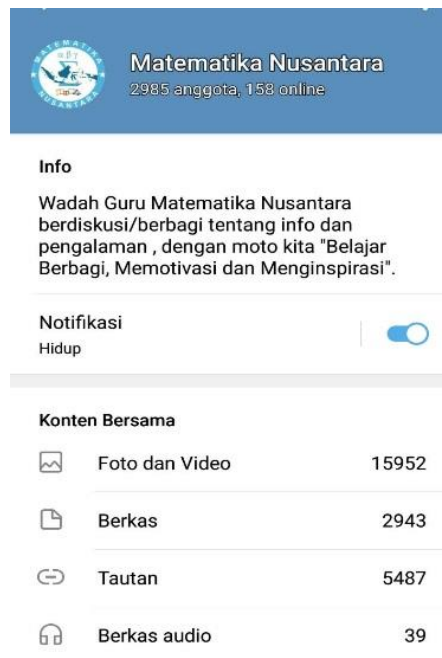 MATEMATIKA
NUSANTARA
Matematika Nusantara
2985 anggota, 158 online
Info
Wadah Guru Matematika Nusantara
berdiskusi/berbagi tentang info dan
pengalaman , dengan moto kita "Belajar
Berbagi, Memotivasi dan Menginspirasi".
Notifikasi
Hidup
Konten Bersama
Foto dan Video 15952
Berkas 2943
Tautan 5487
Berkas audio 39